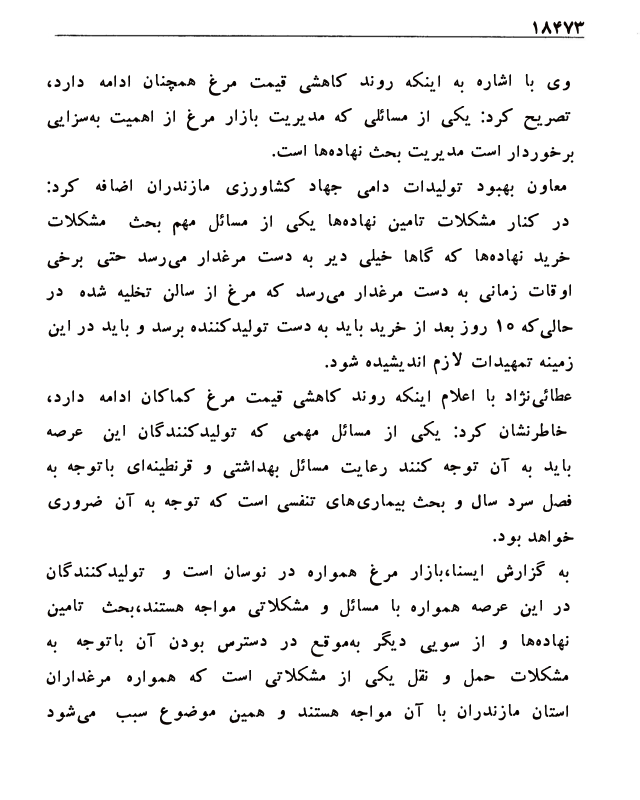 ۱۸۴۷۳
وی با اشاره به اینکه روند کاهشی قیمت مرغ همچنان ادامه دارد،
تصریح کرد: یکی از مسائلی که مدیریت بازار مرغ از اهمیت به‌سزایی
برخوردار است مدیریت بحث نهاده‌ها است.
معاون بهبود تولیدات دامی جهاد کشاورزی مازندران اضافه کرد:
در کنار مشکلات تامین نهاده‌ها یکی از مسائل مهم بحث مشکلات
خرید نهاده‌ها که گاها خیلی دیر به دست مرغدار می‌رسد حتی برخی
اوقات زمانی به دست مرغدار می‌رسد که مرغ از سالن تخلیه شده در
حالی‌که ۱۰ روز بعد از خرید باید به دست تولیدکننده برسد و باید در این
زمینه تمهیدات لازم اندیشیده شود.
عطائی‌نژاد با اعلام اینکه روند کاهشی قیمت مرغ کماکان ادامه دارد،
خاطرنشان کرد: یکی از مسائل مهمی که تولیدکنندگان این عرصه
باید به آن توجه کنند رعایت مسائل بهداشتی و قرنطینه‌ای باتوجه به
فصل سرد سال و بحث بیماری‌های تنفسی است که توجه به آن ضروری
خواهد بود.
به گزارش ایسنا،بازار مرغ همواره در نوسان است و تولیدکنندگان
در این عرصه همواره با مسائل و مشکلاتی مواجه هستند،بحث تامین
نهاده‌ها و از سویی دیگر به‌موقع در دسترس بودن آن باتوجه به
مشکلات حمل و نقل یکی از مشکلاتی است که همواره مرغداران
استان مازندران با آن مواجه هستند و همین موضوع سبب می‌شود